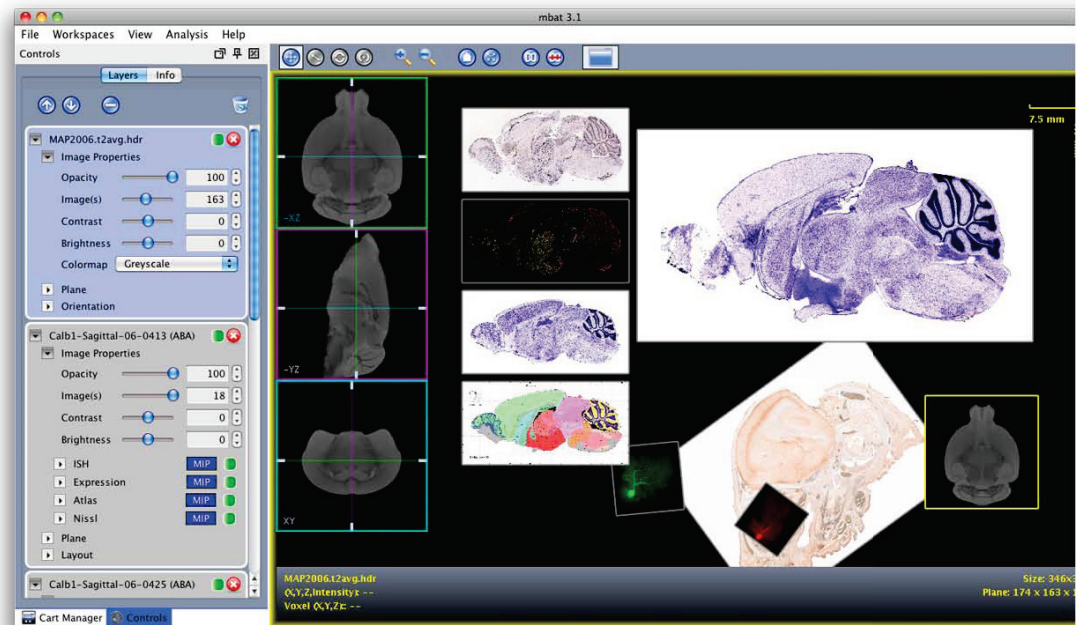 mbat 3.1
File Workspaces View Analysis Help
Controls
Layers Info
MAP2006.t2avg.hdr
Image Properties
Opacity 100
Image(s) 163
Contrast 0
Brightness 0
Colormap Greyscale
Plane
Orientation
Calb1-Sagittal-06-0413 (ABA)
Image Properties
Opacity 100
Image(s) 18
Contrast 0
Brightness 0
ISH MIP
Expression MIP
Atlas MIP
Nissl MIP
Plane
Layout
Calb1-Sagittal-06-0425 (ABA)
Cart Manager Controls
-XZ
-YZ
XY
7.5 mm
MAP2006.t2avg.hdr
(X,Y,Z,Intensity): --
Voxel (X,Y,Z): --
Size: 346x
Plane: 174 x 163 x